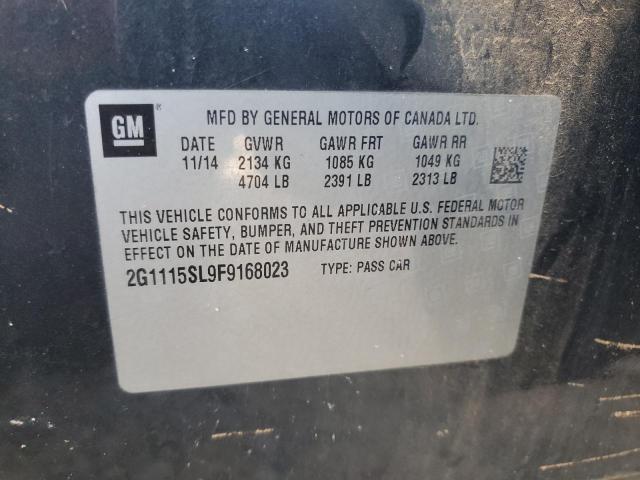 GM ®
MFD BY GENERAL MOTORS OF CANADA LTD.
DATE GVWR GAWR FRT GAWR RR
11/14 2134 KG 1085 KG 1049 KG
4704 LB 2391 LB 2313 LB
THIS VEHICLE CONFORMS TO ALL APPLICABLE U.S. FEDERAL MOTOR
VEHICLE SAFETY, BUMPER, AND THEFT PREVENTION STANDARDS IN
EFFECT ON THE DATE OF MANUFACTURE SHOWN ABOVE.
2G1115SL9F9168023 TYPE: PASS CAR